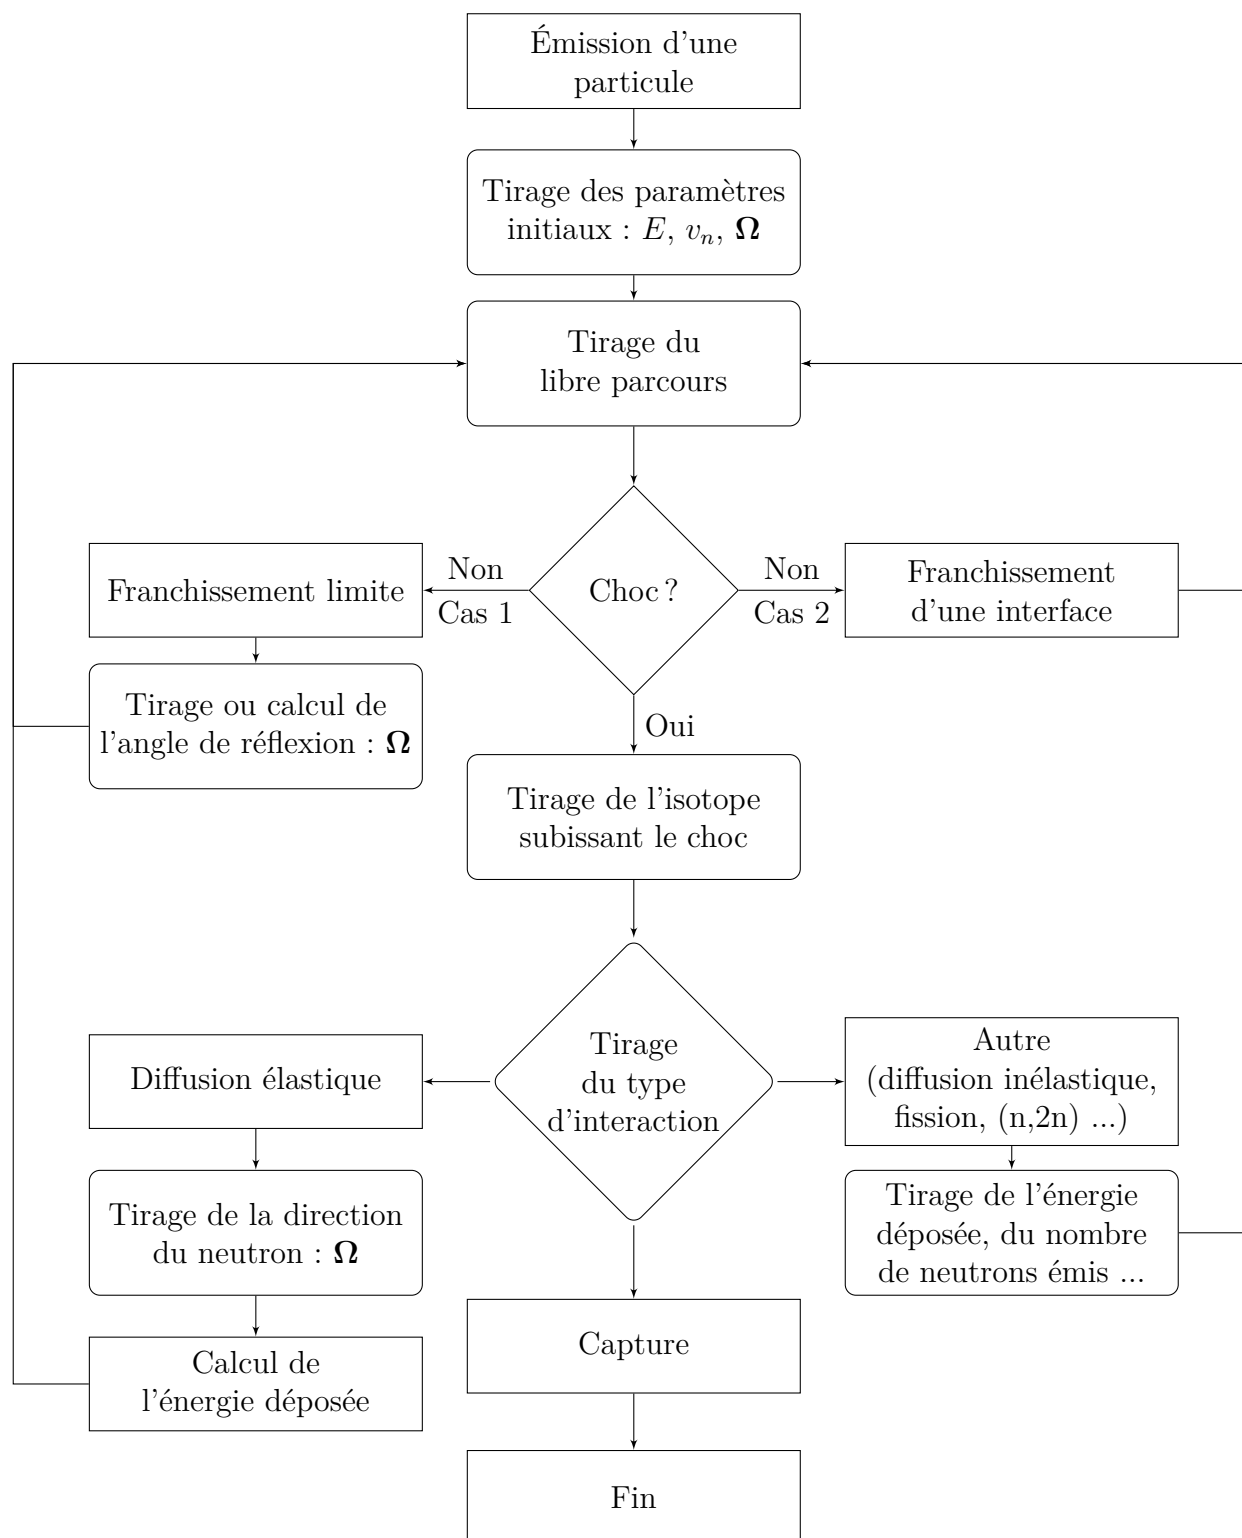 Émission d'une
particule
Tirage des paramètres
initiaux : E, vₙ, Ω
Tirage du
libre parcours
Non
Cas 1
Choc ?
Non
Cas 2
Franchissement limite
Franchissement
d'une interface
Tirage ou calcul de
l'angle de réflexion : Ω
Oui
Tirage de l'isotope
subissant le choc
Diffusion élastique
Tirage
du type
d'interaction
Autre
(diffusion inélastique,
fission, (n,2n) ...)
Tirage de la direction
du neutron : Ω
Tirage de l'énergie
déposée, du nombre
de neutrons émis ...
Calcul de
l'énergie déposée
Capture
Fin